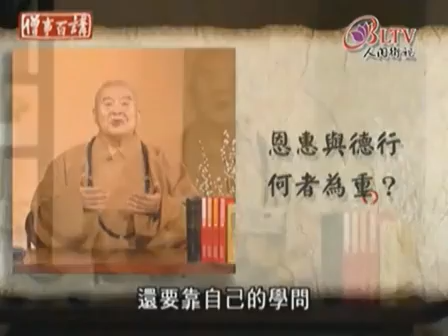 僧事百講
BLTV
人間衛視
恩惠與德行
何者為重？
還要靠自己的學問